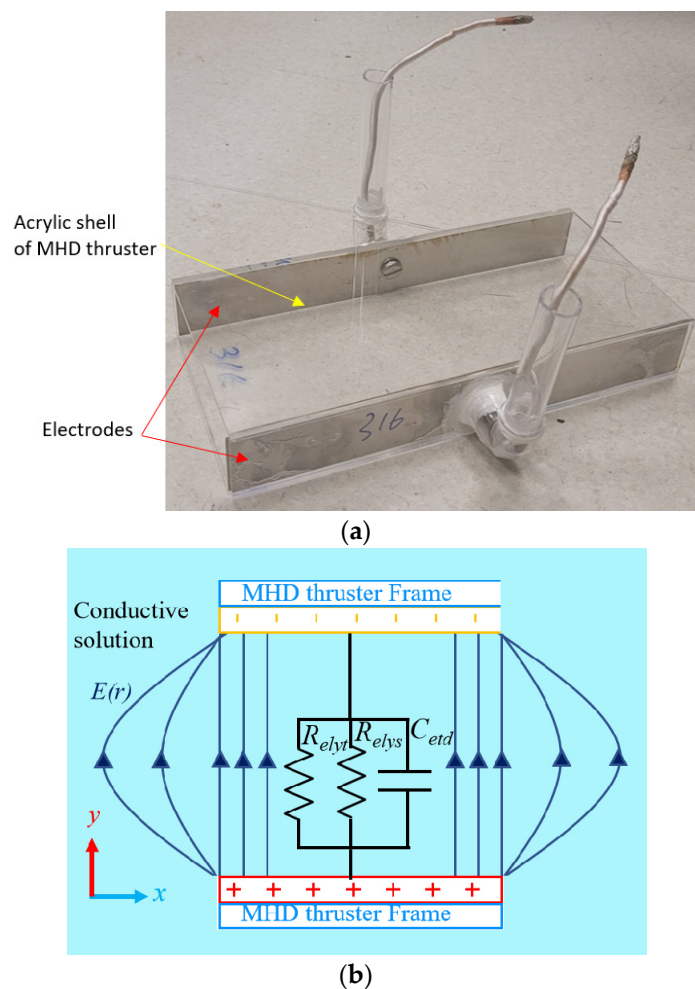 Acrylic shell
of MHD thruster
Electrodes
316
316
(a)
MHD thruster Frame
Conductive
solution
- - - - - - -
E(r)
R_elyt R_elys C_etd
y
x
+ + + + + + +
MHD thruster Frame
(b)